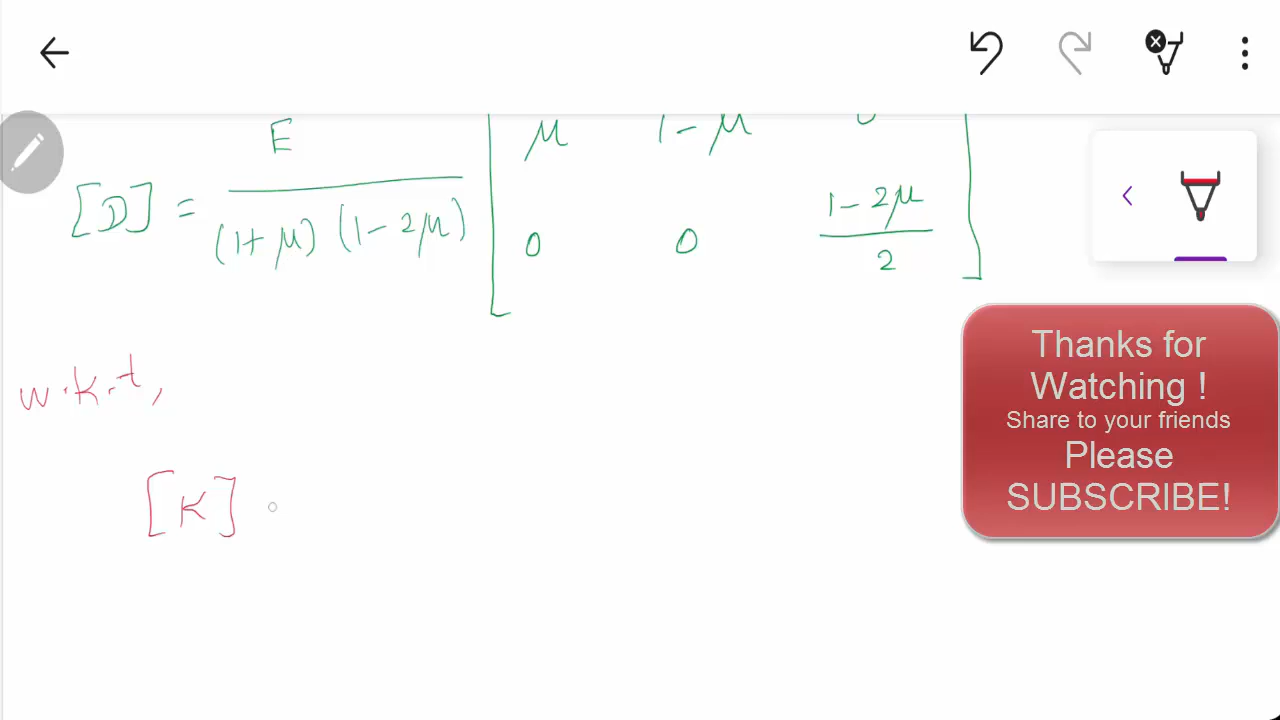 μ 1-μ 0
[D] = E / (1+μ) (1-2μ)
0 0 1-2μ / 2
w.k.t,
[K]
Thanks for
Watching !
Share to your friends
Please
SUBSCRIBE!